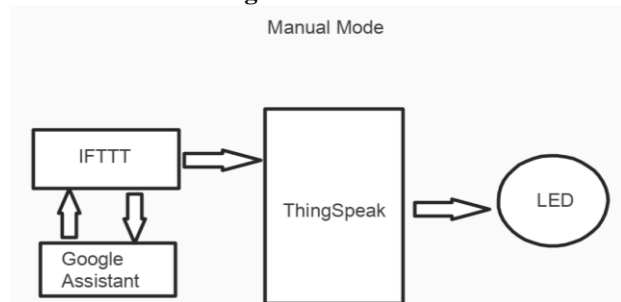 Manual Mode
IFTTT
ThingSpeak
LED
Google
Assistant